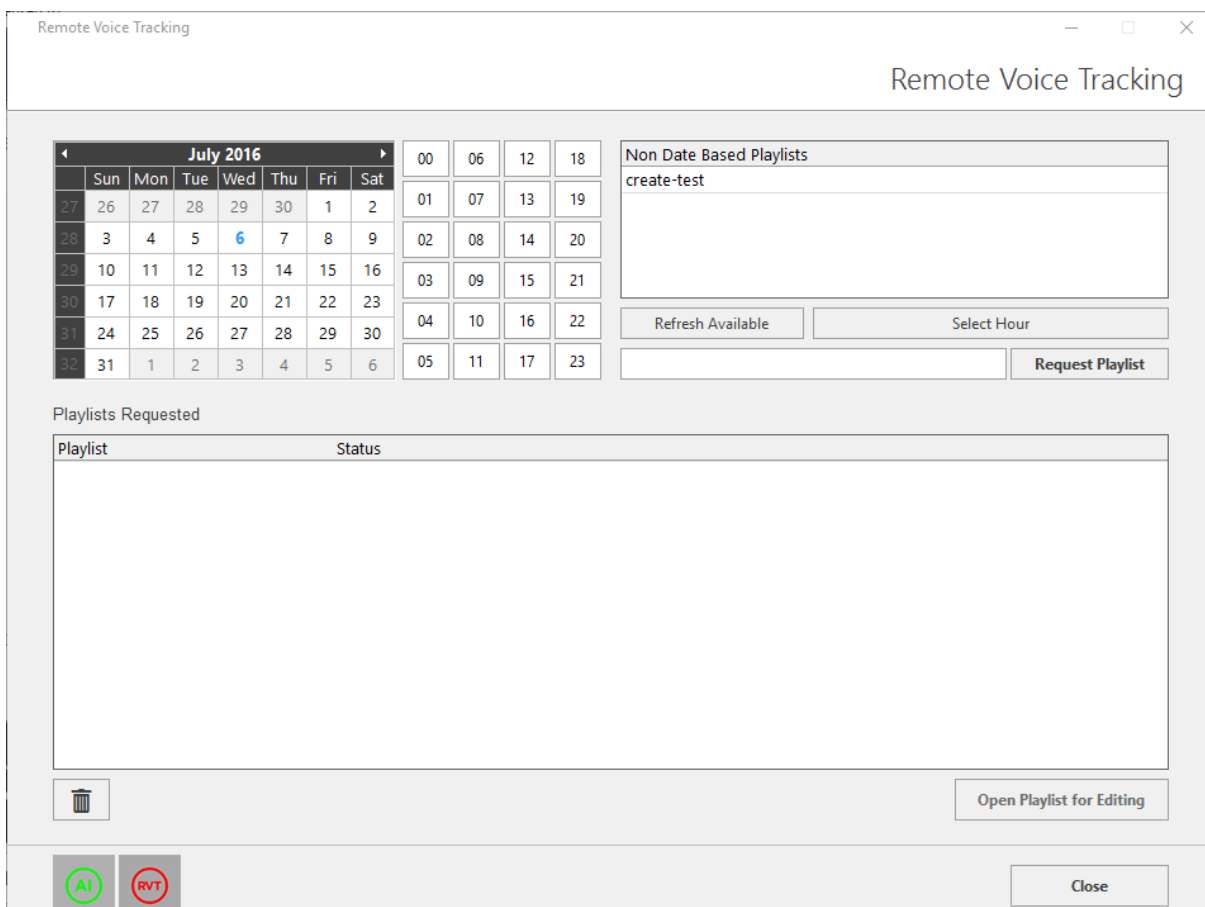 Remote Voice Tracking
Remote Voice Tracking
July 2016
Sun Mon Tue Wed Thu Fri Sat
27 26 27 28 29 30 1 2
28 3 4 5 6 7 8 9
29 10 11 12 13 14 15 16
30 17 18 19 20 21 22 23
31 24 25 26 27 28 29 30
32 31 1 2 3 4 5 6
00 06 12 18
01 07 13 19
02 08 14 20
03 09 15 21
04 10 16 22
05 11 17 23
Non Date Based Playlists
create-test
Refresh Available Select Hour
Request Playlist
Playlists Requested
Playlist Status
Open Playlist for Editing
AI RVT Close